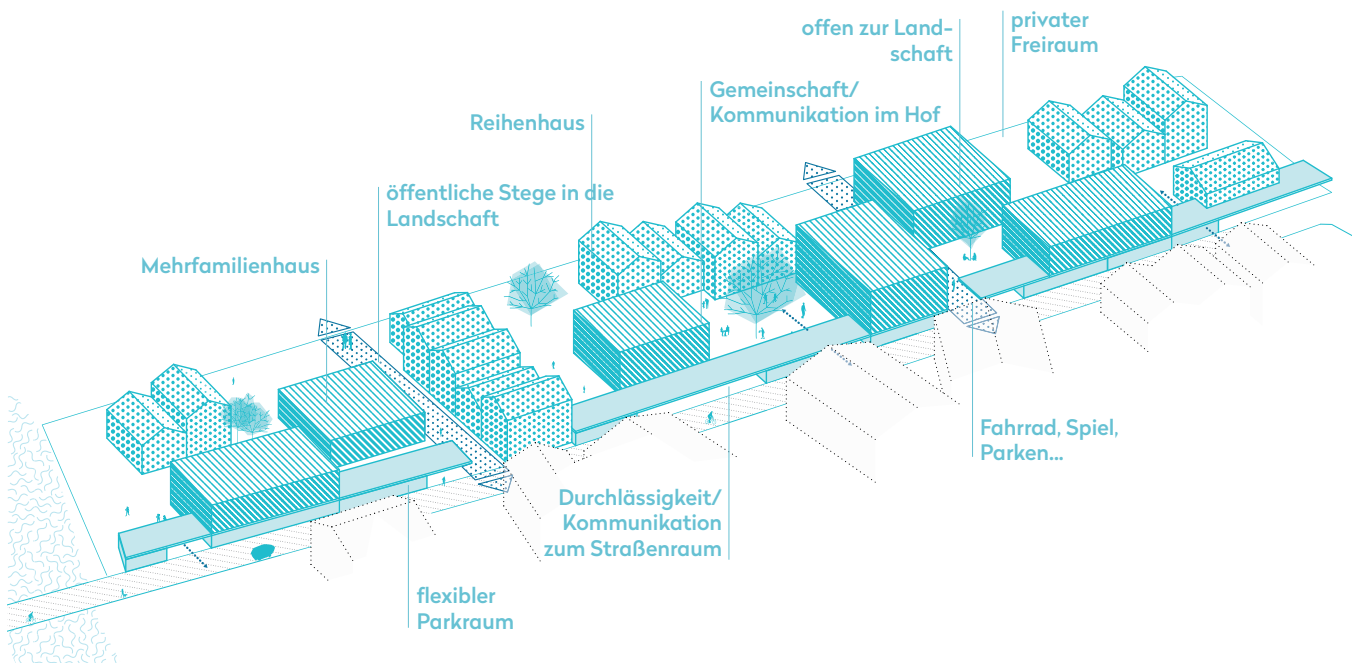 offen zur Land-
schaft
privater
Freiraum
Gemeinschaft/
Kommunikation im Hof
Reihenhaus
öffentliche Stege in die
Landschaft
Mehrfamilienhaus
Fahrrad, Spiel,
Parken...
Durchlässigkeit/
Kommunikation
zum Straßenraum
flexibler
Parkraum